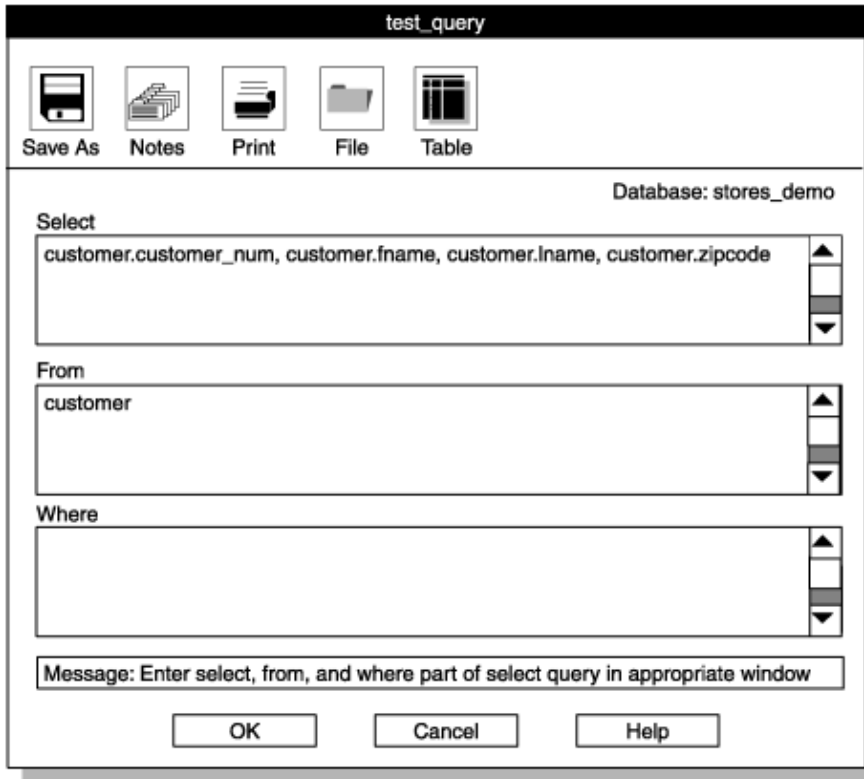 test_query
Save As Notes Print File Table
Database: stores_demo
Select
customer.customer_num, customer.fname, customer.lname, customer.zipcode
From
customer
Where
Message: Enter select, from, and where part of select query in appropriate window
OK Cancel Help